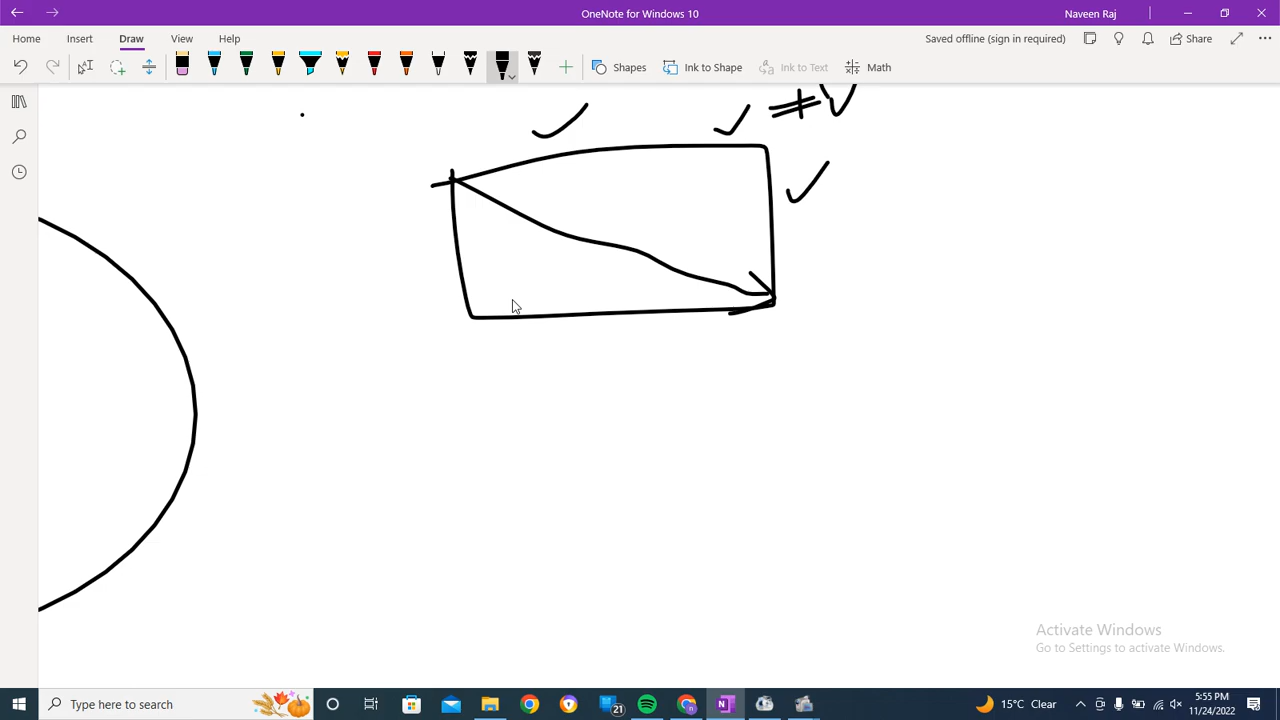 OneNote for Windows 10
Naveen Raj
Home Insert Draw View Help
Saved offline (sign in required)
Share
Shapes
Ink to Shape
Ink to Text
Math
≠ V
Activate Windows
Go to Settings to activate Windows.
Type here to search
21
15°C Clear
5:55 PM
11/24/2022